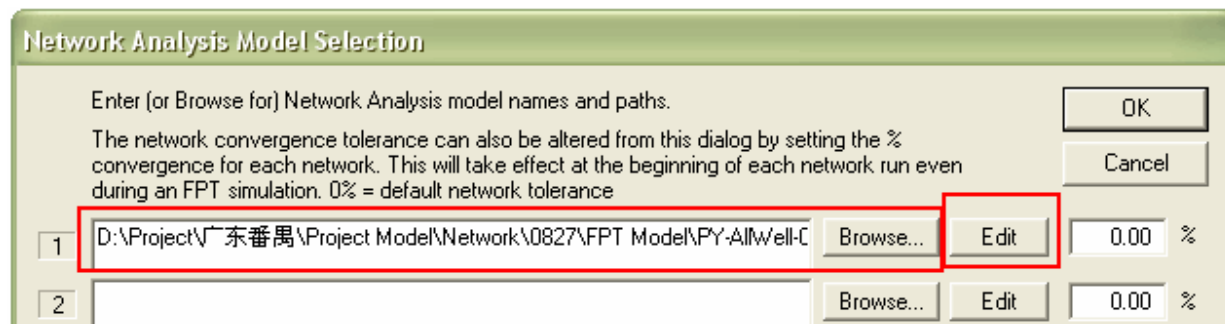 Network Analysis Model Selection
Enter (or Browse for) Network Analysis model names and paths.
OK
The network convergence tolerance can also be altered from this dialog by setting the %
convergence for each network. This will take effect at the beginning of each network run even
during an FPT simulation. 0% = default network tolerance
Cancel
1 D:\Project\广东番禺\Project Model\Network\0827\FPT Model\PY-AllWell-C Browse... Edit 0.00 %
2 Browse... Edit 0.00 %